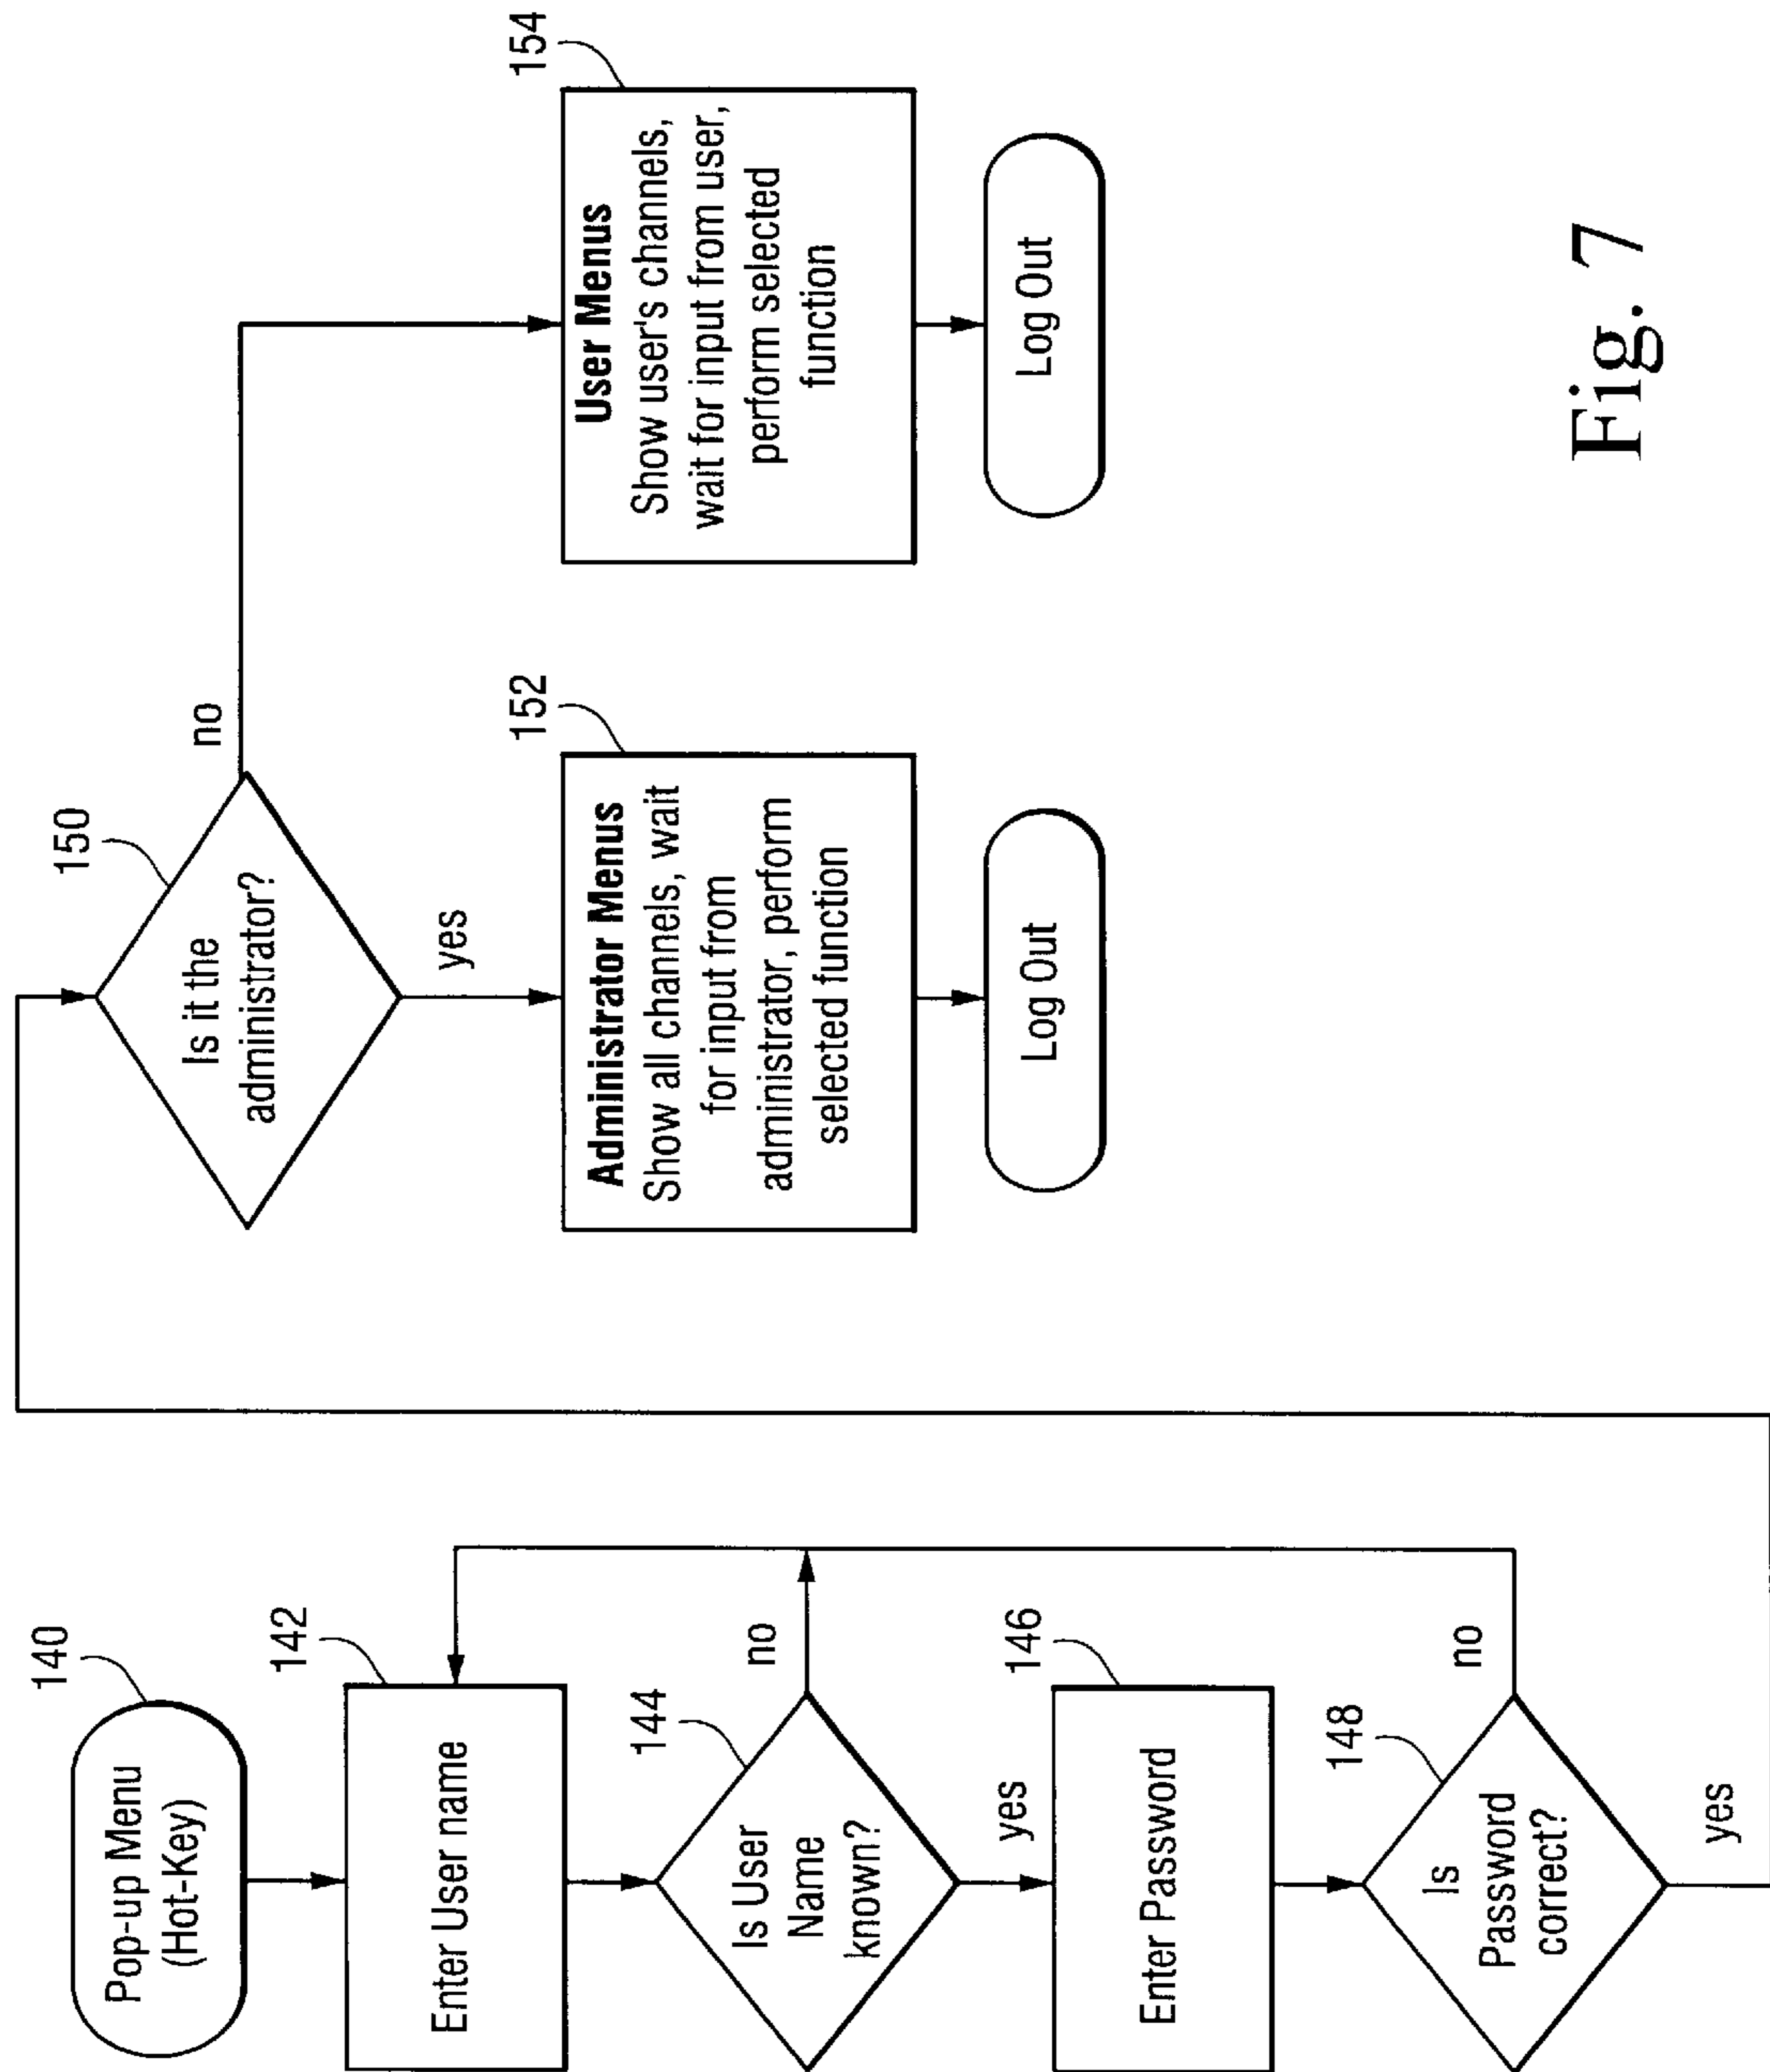 140
Pop-up Menu
(Hot-Key)
142
Enter User name
144
Is User
Name
known?
no
yes
146
Enter Password
148
Is
Password
correct?
no
yes
150
Is it the
administrator?
no
yes
152
Administrator Menus
Show all channels, wait
for input from
administrator, perform
selected function
Log Out
154
User Menus
Show user's channels,
wait for input from user,
perform selected
function
Log Out
Fig. 7